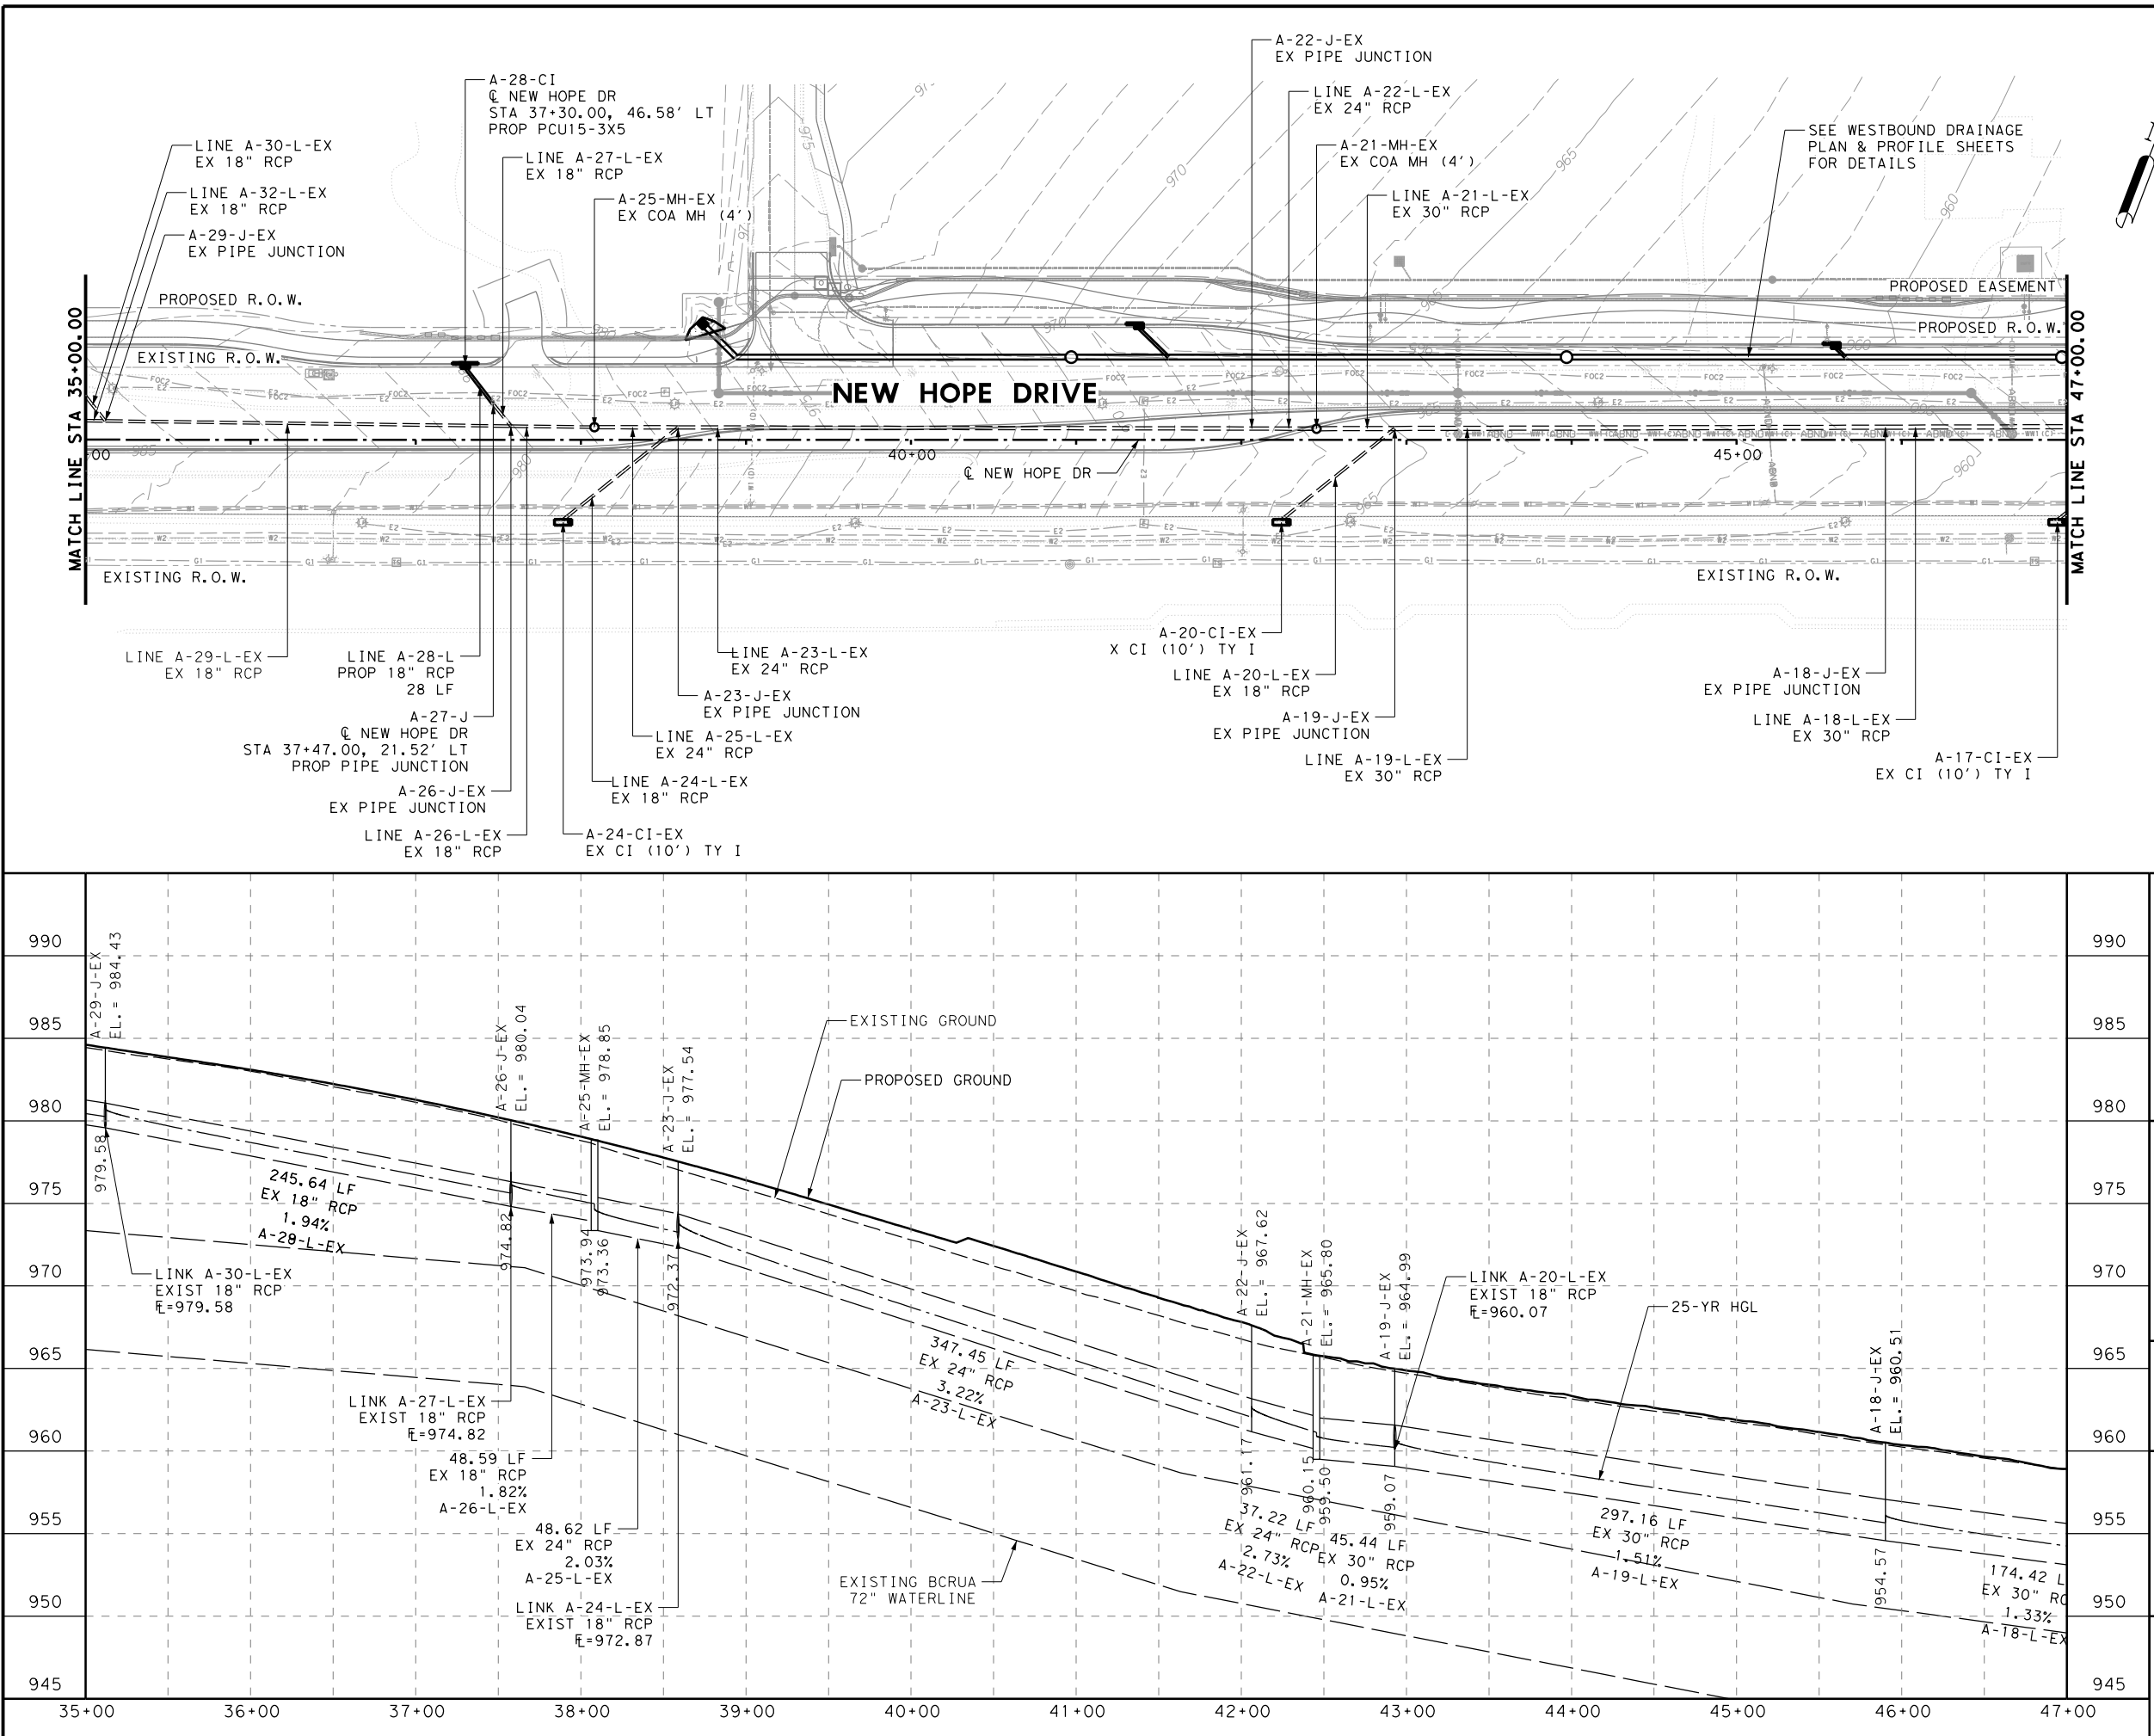 A-22-J-EX
EX PIPE JUNCTION
A-28-CI
℄ NEW HOPE DR
STA 37+30.00, 46.58' LT
PROP PCU15-3X5
LINE A-22-L-EX
EX 24" RCP
LINE A-30-L-EX
EX 18" RCP
LINE A-27-L-EX
EX 18" RCP
A-21-MH-EX
EX COA MH (4')
SEE WESTBOUND DRAINAGE
PLAN & PROFILE SHEETS
FOR DETAILS
LINE A-32-L-EX
EX 18" RCP
A-25-MH-EX
EX COA MH (4')
LINE A-21-L-EX
EX 30" RCP
A-29-J-EX
EX PIPE JUNCTION
975
970
965
960
PROPOSED R.O.W.
PROPOSED EASEMENT
PROPOSED R.O.W.
EXISTING R.O.W.
MATCH LINE STA 35+00.00
MATCH LINE STA 47+00.00
NEW HOPE DRIVE
+00
985
980
40+00
45+00
℄ NEW HOPE DR
965
960
EXISTING R.O.W.
EXISTING R.O.W.
LINE A-29-L-EX
EX 18" RCP
LINE A-28-L
PROP 18" RCP
28 LF
A-27-J
℄ NEW HOPE DR
STA 37+47.00, 21.52' LT
PROP PIPE JUNCTION
A-26-J-EX
EX PIPE JUNCTION
LINE A-26-L-EX
EX 18" RCP
LINE A-23-L-EX
EX 24" RCP
A-23-J-EX
EX PIPE JUNCTION
LINE A-25-L-EX
EX 24" RCP
LINE A-24-L-EX
EX 18" RCP
A-24-CI-EX
EX CI (10') TY I
A-20-CI-EX
X CI (10') TY I
LINE A-20-L-EX
EX 18" RCP
A-19-J-EX
EX PIPE JUNCTION
LINE A-19-L-EX
EX 30" RCP
A-18-J-EX
EX PIPE JUNCTION
LINE A-18-L-EX
EX 30" RCP
A-17-CI-EX
EX CI (10') TY I
990
990
985
985
980
980
975
975
970
970
965
965
960
960
955
955
950
950
945
945
A-29-J-EX
EL. = 984.43
979.58
A-26-J-EX
EL. = 980.04
974.82
A-25-MH-EX
EL. = 978.85
973.94
973.36
A-23-J-EX
EL. = 977.54
972.37
EXISTING GROUND
PROPOSED GROUND
245.64 LF
EX 18" RCP
1.94%
A-29-L-EX
LINK A-30-L-EX
EXIST 18" RCP
FL=979.58
LINK A-27-L-EX
EXIST 18" RCP
FL=974.82
48.59 LF
EX 18" RCP
1.82%
A-26-L-EX
48.62 LF
EX 24" RCP
2.03%
A-25-L-EX
LINK A-24-L-EX
EXIST 18" RCP
FL=972.87
347.45 LF
EX 24" RCP
3.22%
A-23-L-EX
EXISTING BCRUA
72" WATERLINE
A-22-J-EX
EL. = 967.62
961.17
A-21-MH-EX
EL. = 965.80
960.15
959.50
A-19-J-EX
EL. = 964.99
959.07
LINK A-20-L-EX
EXIST 18" RCP
FL=960.07
25-YR HGL
37.22 LF
EX 24" RCP
2.73%
A-22-L-EX
45.44 LF
EX 30" RCP
0.95%
A-21-L-EX
297.16 LF
EX 30" RCP
1.51%
A-19-L-EX
A-18-J-EX
EL. = 960.51
954.57
174.42 L
EX 30" RC
1.33%
A-18-L-EX
35+00
36+00
37+00
38+00
39+00
40+00
41+00
42+00
43+00
44+00
45+00
46+00
47+00